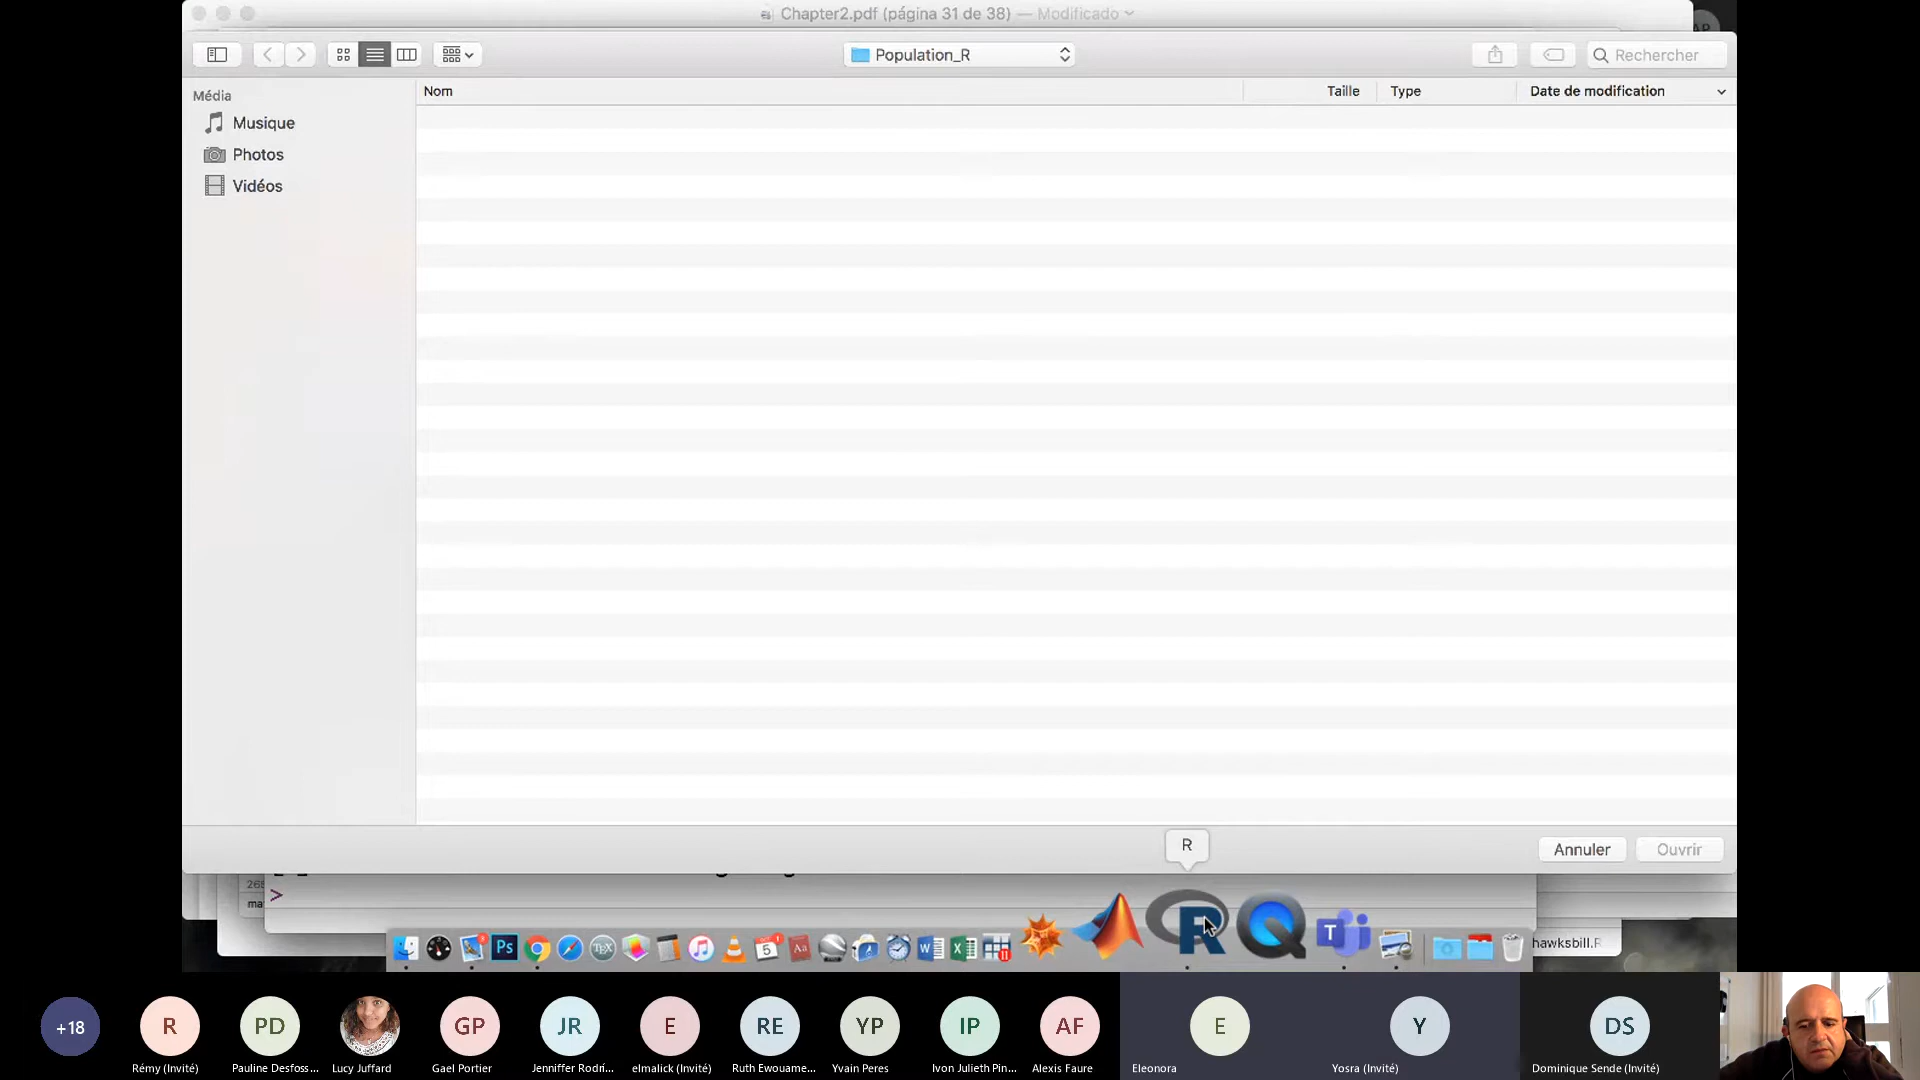 Chapter2.pdf (página 31 de 38) — Modificado
AP
Population_R
Rechercher
Nom
Taille
Type
Date de modification
Média
Musique
Photos
Vidéos
R
Annuler
Ouvrir
>
ma
hawksbill.R
+18
R
PD
GP
JR
E
RE
YP
IP
AF
E
Y
DS
Rémy (Invité)
Pauline Desfoss...
Lucy Juffard
Gael Portier
Jenniffer Rodrí...
elmalick (Invité)
Ruth Ewouame...
Yvain Peres
Ivon Julieth Pin...
Alexis Faure
Eleonora
Yosra (Invité)
Dominique Sende (Invité)